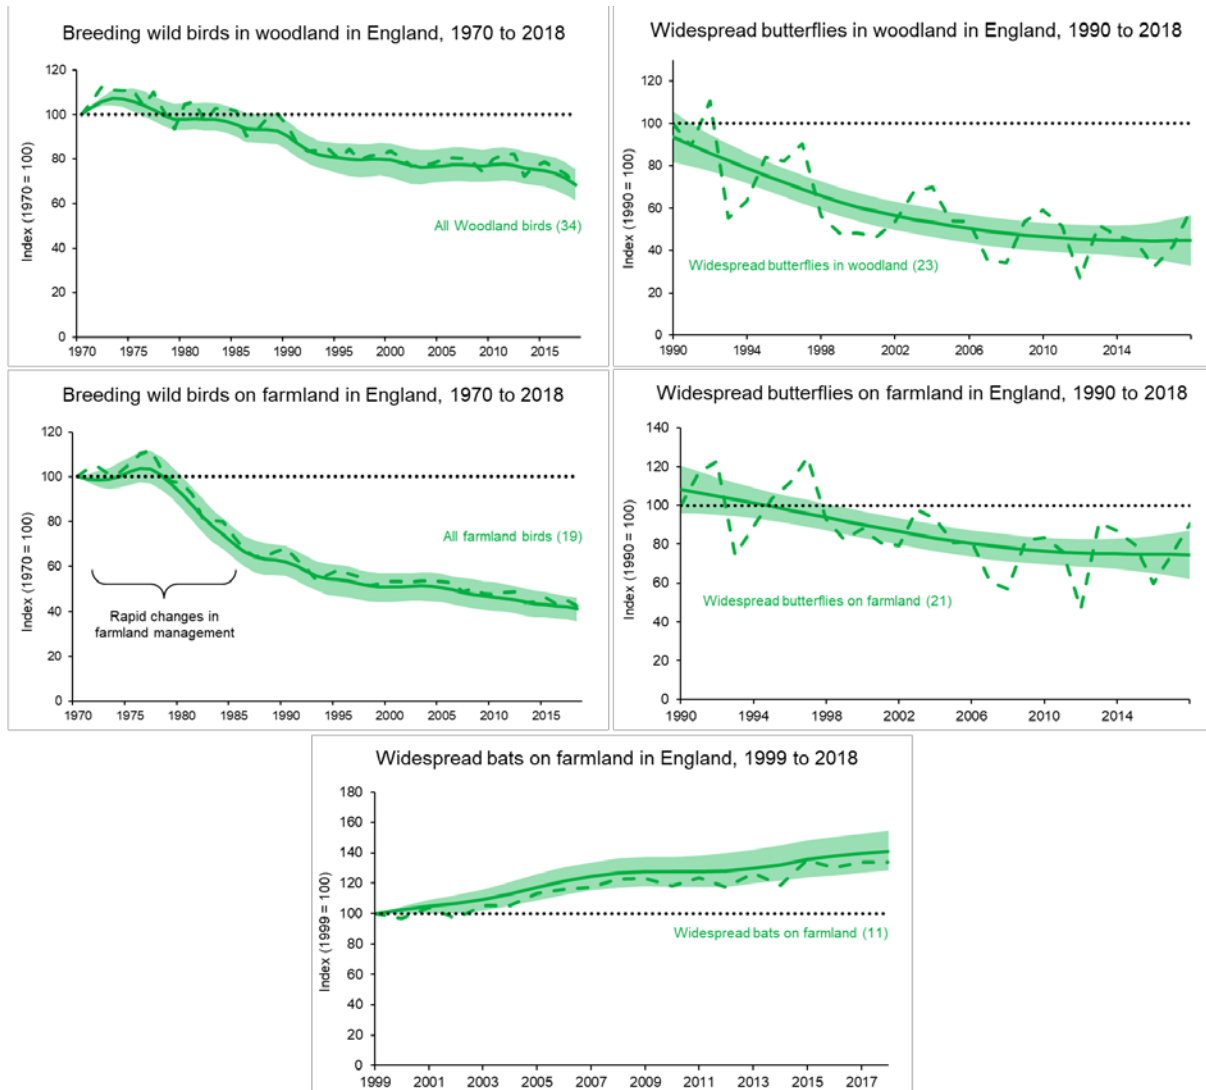 Breeding wild birds in woodland in England, 1970 to 2018
120
100
80
60
40
20
0
Index (1970 = 100)
All Woodland birds (34)
1970 1975 1980 1985 1990 1995 2000 2005 2010 2015
Widespread butterflies in woodland in England, 1990 to 2018
120
100
80
60
40
20
0
Index (1990 = 100)
Widespread butterflies in woodland (23)
1990 1994 1998 2002 2006 2010 2014
Breeding wild birds on farmland in England, 1970 to 2018
120
100
80
60
40
20
0
Index (1970 = 100)
All farmland birds (19)
Rapid changes in
farmland management
1970 1975 1980 1985 1990 1995 2000 2005 2010 2015
Widespread butterflies on farmland in England, 1990 to 2018
140
120
100
80
60
40
20
0
Index (1990 = 100)
Widespread butterflies on farmland (21)
1990 1994 1998 2002 2006 2010 2014
Widespread bats on farmland in England, 1999 to 2018
180
160
140
120
100
80
60
40
20
0
Index (1999 = 100)
Widespread bats on farmland (11)
1999 2001 2003 2005 2007 2009 2011 2013 2015 2017